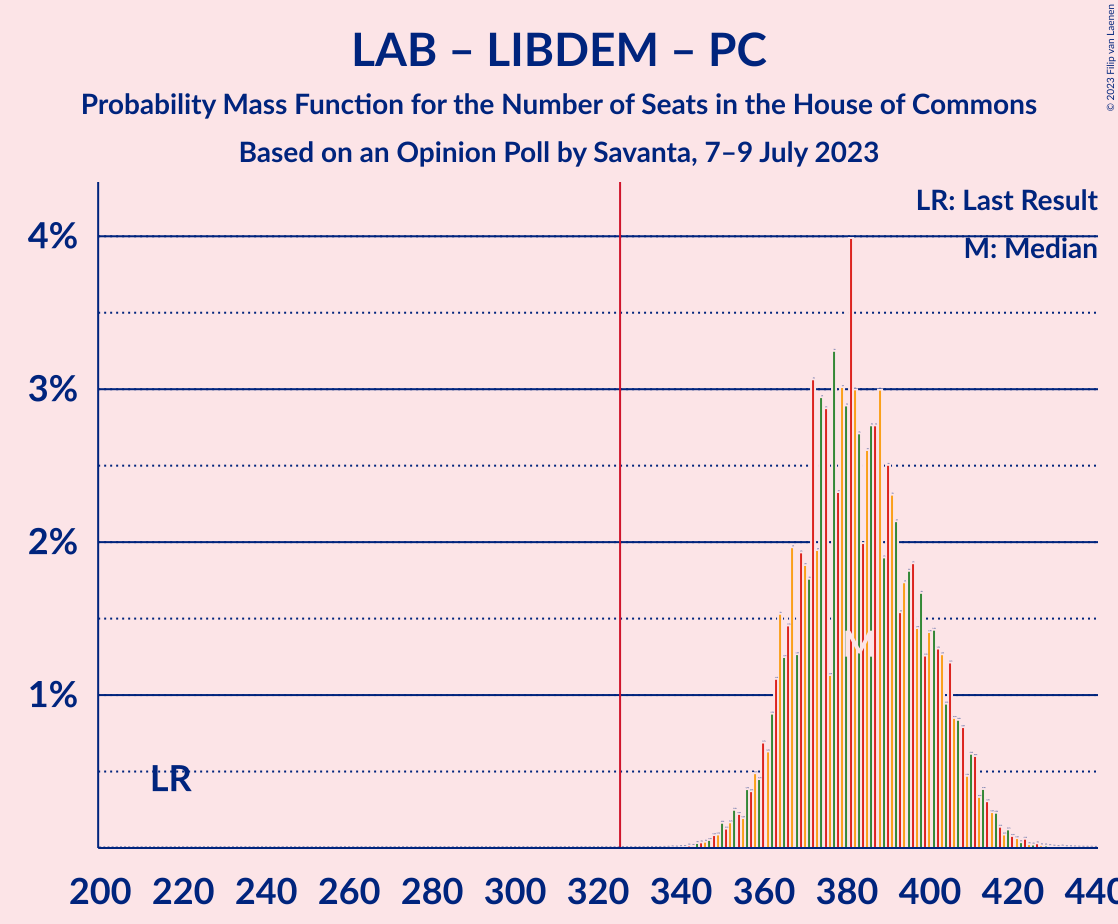 LAB – LIBDEM – PC
Probability Mass Function for the Number of Seats in the House of Commons
Based on an Opinion Poll by Savanta, 7–9 July 2023
© 2023 Filip van Laenen
LR: Last Result
M: Median
4%
3%
2%
1%
LR
M
200 220 240 260 280 300 320 340 360 380 400 420 440